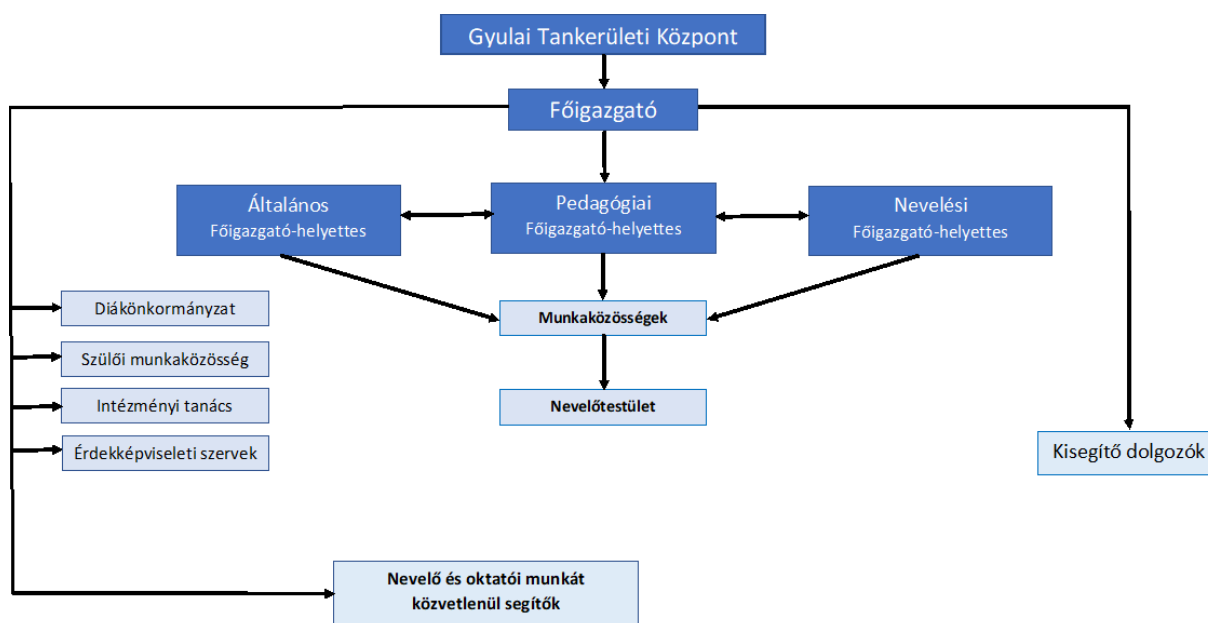 Gyulai Tankerületi Központ
Főigazgató
Általános
Főigazgató-helyettes
Pedagógiai
Főigazgató-helyettes
Nevelési
Főigazgató-helyettes
Diákönkormányzat
Munkaközösségek
Szülői munkaközösség
Intézményi tanács
Nevelőtestület
Érdekképviseleti szervek
Kisegítő dolgozók
Nevelő és oktatói munkát
közvetlenül segítők